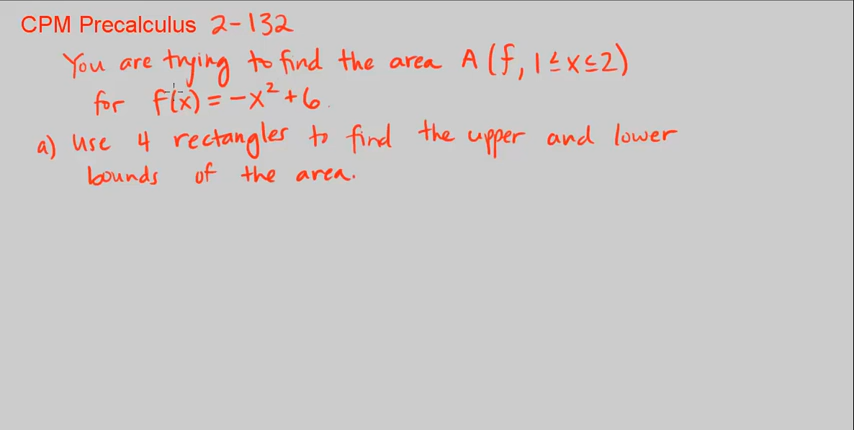 CPM Precalculus 2-132
You are trying to find the area A (f, 1≤x≤2)
for f(x) = -x²+6.
a) Use 4 rectangles to find the upper and lower
bounds of the area.